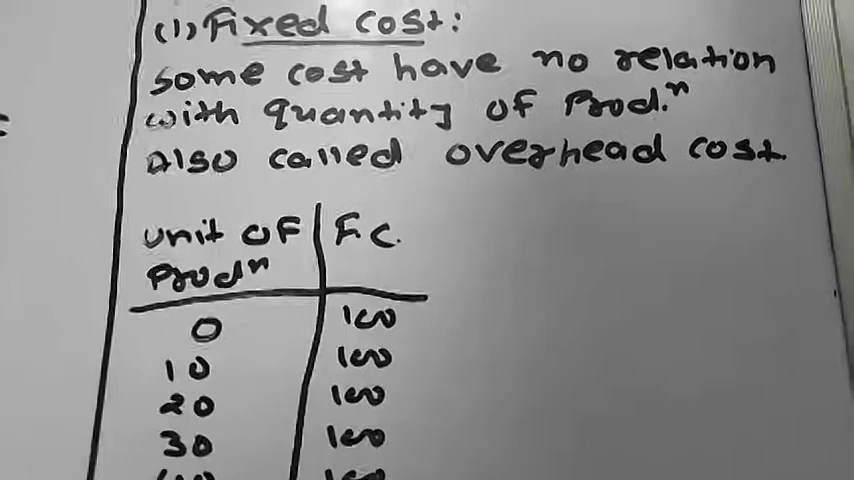 (1) Fixed cost:
some cost have no relation
with quantity of Prod.ⁿ
also called overhead cost.
unit of Prodⁿ | F.C.
0 | 100
10 | 100
20 | 100
30 | 100